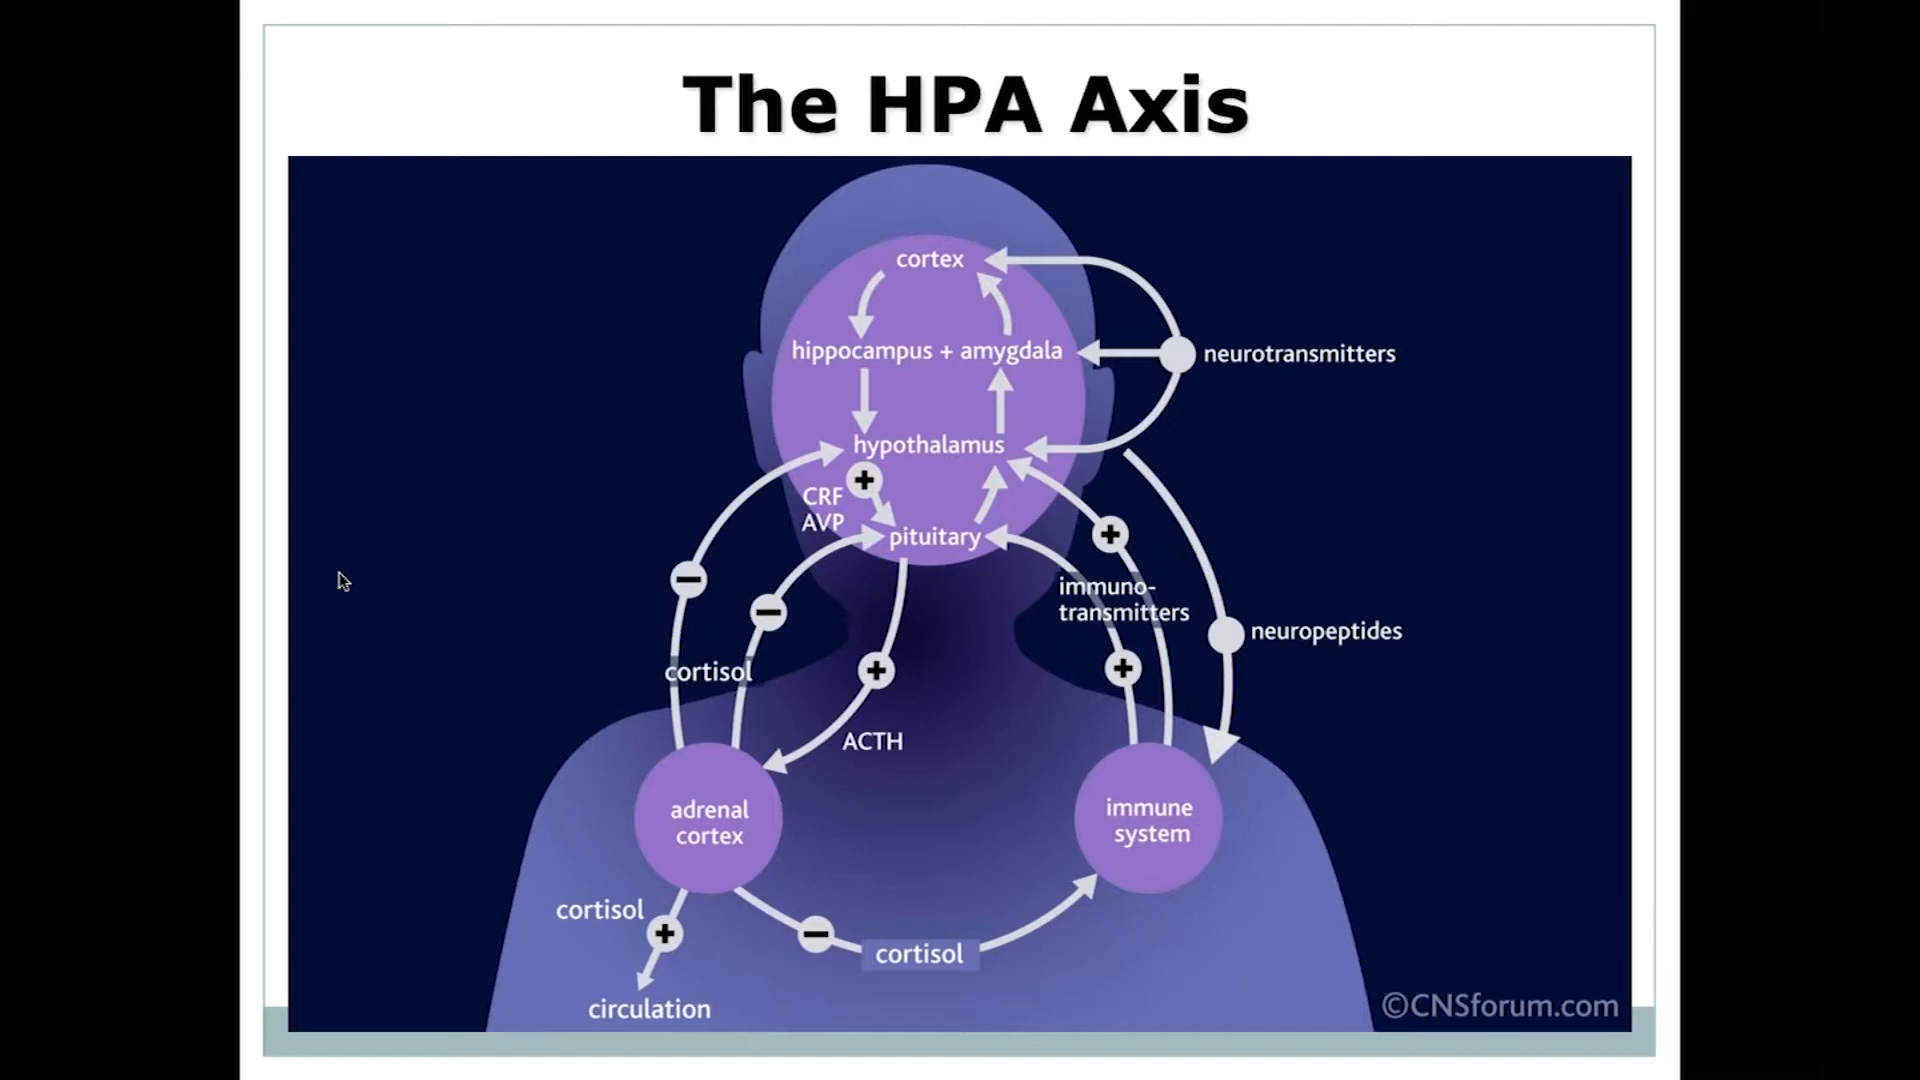 The HPA Axis
cortex
hippocampus + amygdala
neurotransmitters
hypothalamus
CRF
AVP
pituitary
immuno-
transmitters
neuropeptides
cortisol
ACTH
adrenal
cortex
immune
system
cortisol
cortisol
circulation
©CNSforum.com